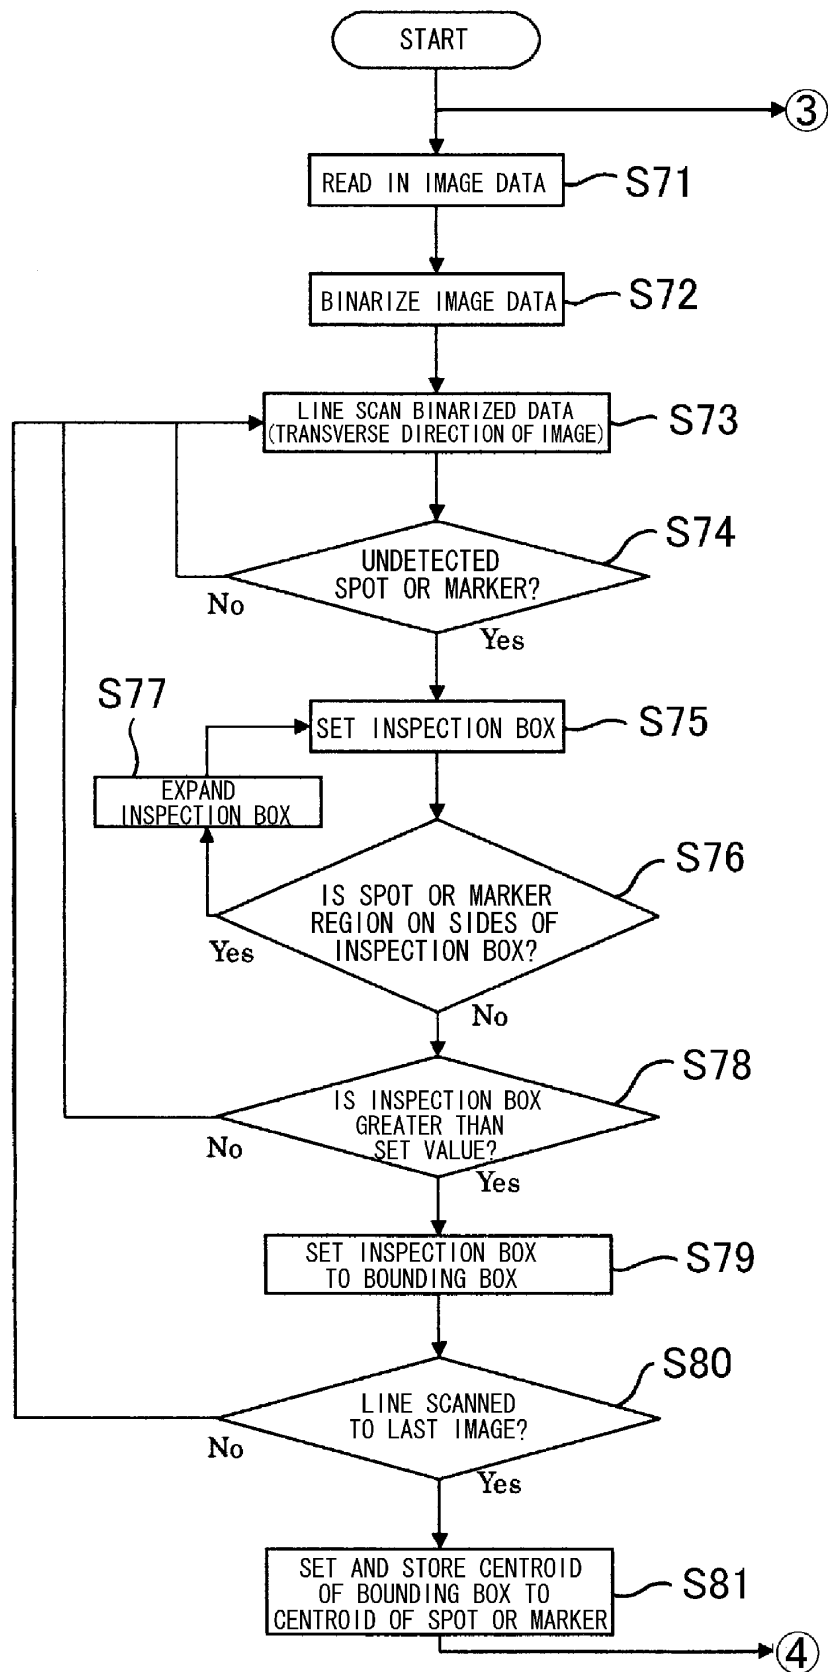 START
③
READ IN IMAGE DATA
S71
BINARIZE IMAGE DATA
S72
LINE SCAN BINARIZED DATA
(TRANSVERSE DIRECTION OF IMAGE)
S73
S74
UNDETECTED
SPOT OR MARKER?
No
Yes
S77
SET INSPECTION BOX
S75
EXPAND
INSPECTION BOX
S76
IS SPOT OR MARKER
REGION ON SIDES OF
INSPECTION BOX?
Yes
No
S78
IS INSPECTION BOX
GREATER THAN
SET VALUE?
No
Yes
SET INSPECTION BOX
TO BOUNDING BOX
S79
S80
LINE SCANNED
TO LAST IMAGE?
No
Yes
SET AND STORE CENTROID
OF BOUNDING BOX TO
CENTROID OF SPOT OR MARKER
S81
④